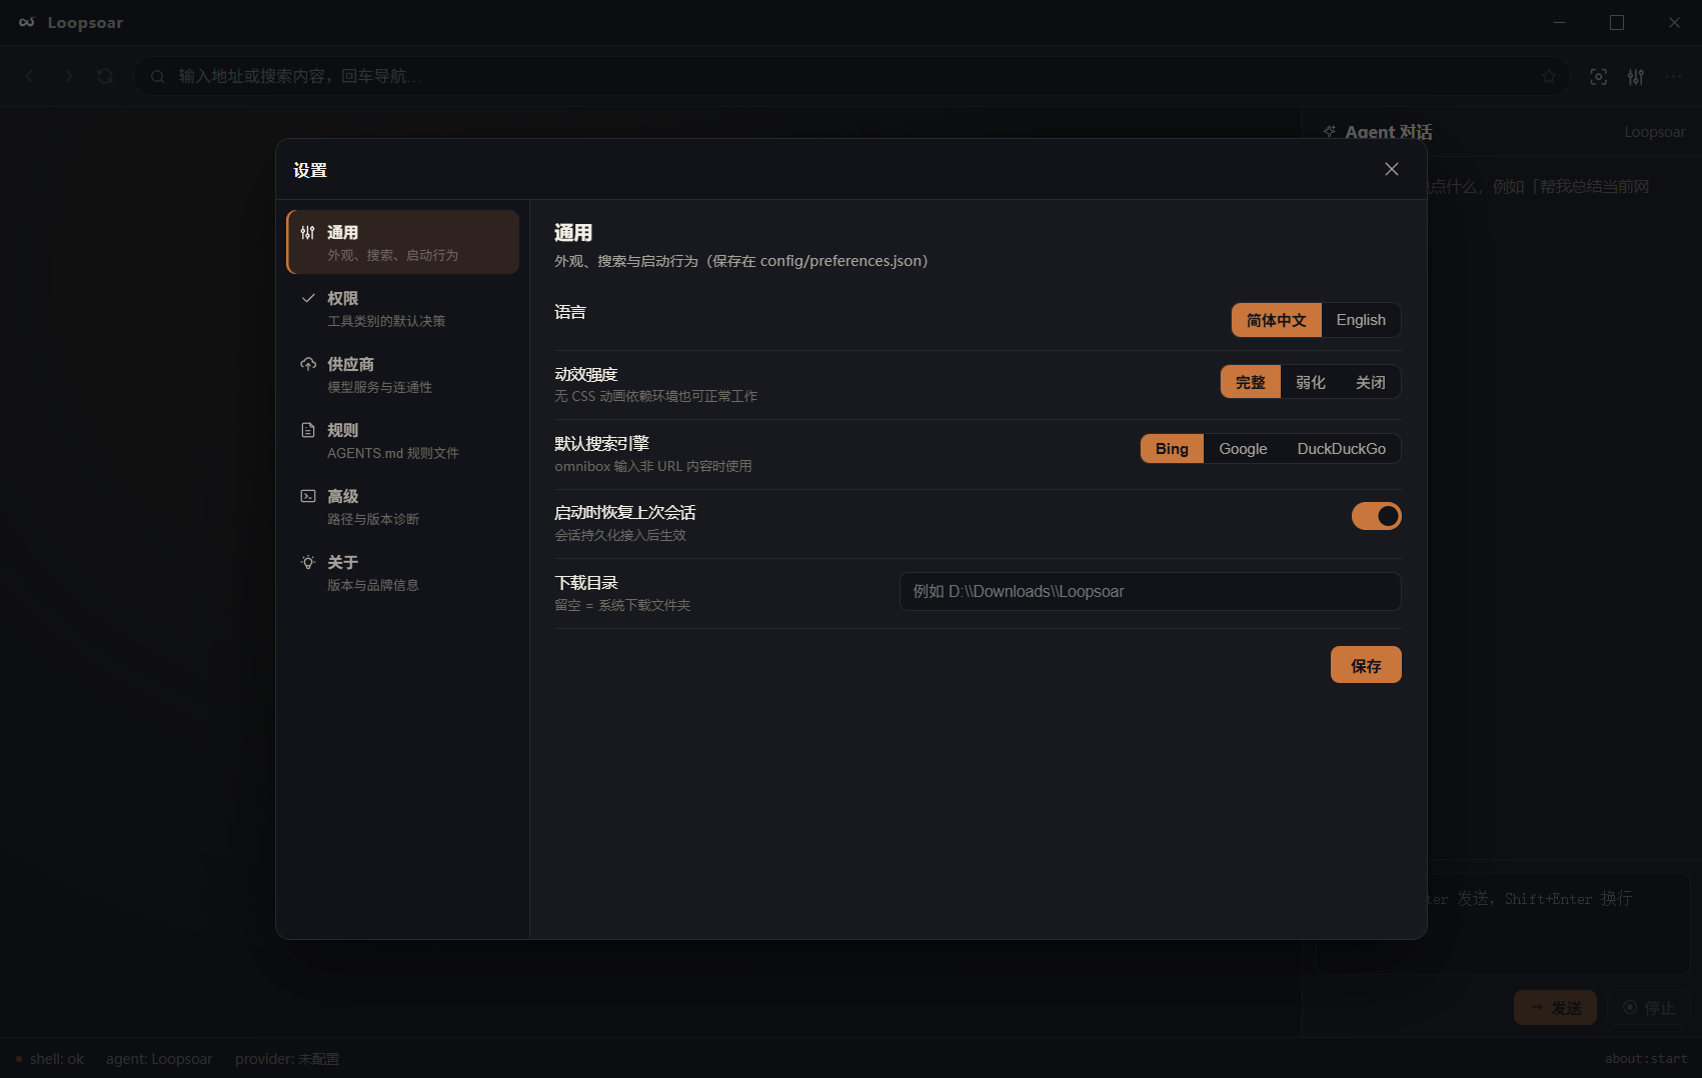 Loopsoar
输入地址或搜索内容，回车导航...
Agent 对话
Loopsoar
点什么，例如「帮我总结当前网
设置
通用
外观、搜索、启动行为
权限
工具类别的默认决策
供应商
模型服务与连通性
规则
AGENTS.md 规则文件
高级
路径与版本诊断
关于
版本与品牌信息
通用
外观、搜索与启动行为（保存在 config/preferences.json）
语言
简体中文 English
动效强度
无 CSS 动画依赖环境也可正常工作
完整 弱化 关闭
默认搜索引擎
omnibox 输入非 URL 内容时使用
Bing Google DuckDuckGo
启动时恢复上次会话
会话持久化接入后生效
下载目录
留空 = 系统下载文件夹
例如 D:\\Downloads\\Loopsoar
保存
ter 发送，Shift+Enter 换行
→ 发送 停止
shell: ok agent: Loopsoar provider: 未配置
about:start